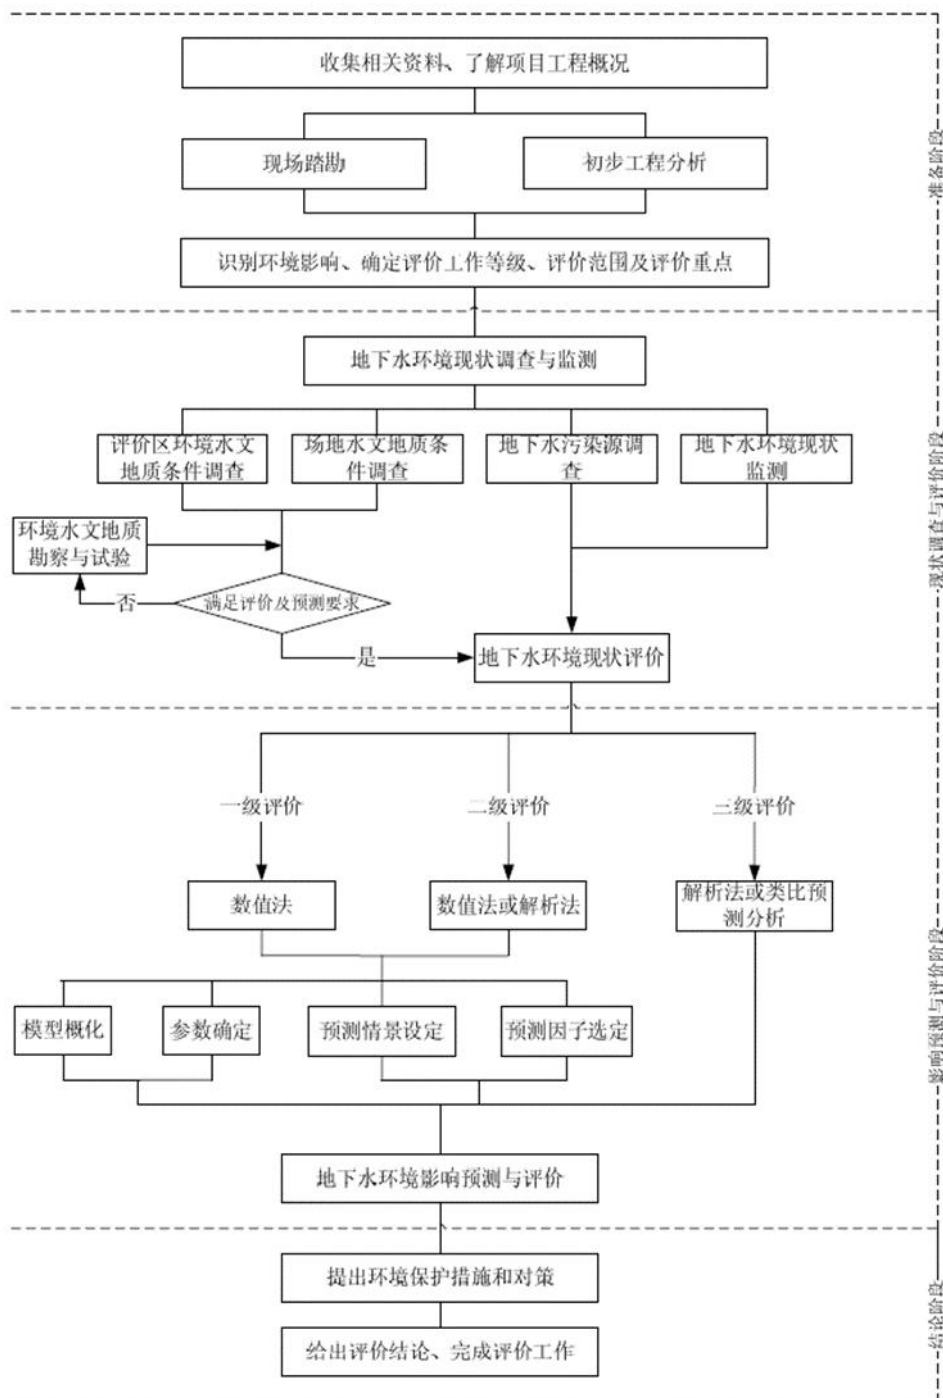 收集相关资料、了解项目工程概况
现场踏勘
初步工程分析
识别环境影响、确定评价工作等级、评价范围及评价重点
准备阶段
地下水环境现状调查与监测
评价区环境水文
地质条件调查
场地水文地质条
件调查
地下水污染源调
查
地下水环境现状
监测
环境水文地质
勘察与试验
否
满足评价及预测要求
是
地下水环境现状评价
现状调查与评价阶段
一级评价
二级评价
三级评价
数值法
数值法或解析法
解析法或类比预
测分析
模型概化
参数确定
预测情景设定
预测因子选定
地下水环境影响预测与评价
影响预测与评价阶段
提出环境保护措施和对策
给出评价结论、完成评价工作
结论阶段